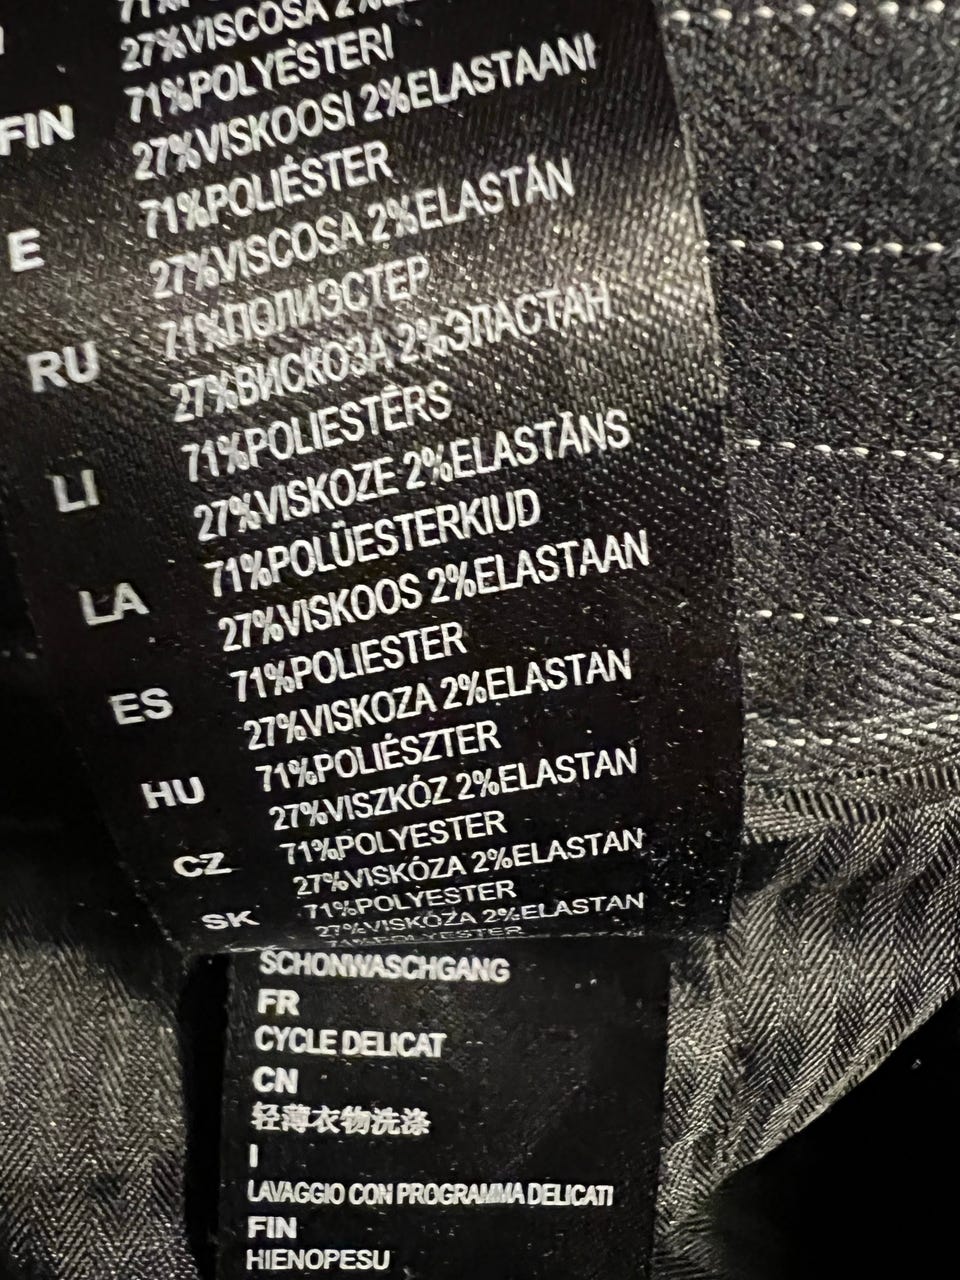 27%VISCOSA
FIN 71%POLYESTERI
27%VISKOOSI 2%ELASTAANI
E 71%POLIÉSTER
27%VISCOSA 2%ELASTÁN
RU 71%ПОЛИЭСТЕР
27%ВИСКОЗА 2%ЭЛАСТАН
LI 71%POLIESTĒRS
27%VISKOZE 2%ELASTĀNS
LA 71%POLÜESTERKIUD
27%VISKOOS 2%ELASTAAN
ES 71%POLIESTER
27%VISKOZA 2%ELASTAN
HU 71%POLIÉSZTER
27%VISZKÓZ 2%ELASTAN
CZ 71%POLYESTER
27%VISKÓZA 2%ELASTAN
SK 71%POLYESTER
27%VISKÓZA 2%ELASTAN
71%POLYESTER
SCHONWASCHGANG
FR
CYCLE DELICAT
CN
轻薄衣物洗涤
I
LAVAGGIO CON PROGRAMMA DELICATI
FIN
HIENOPESU